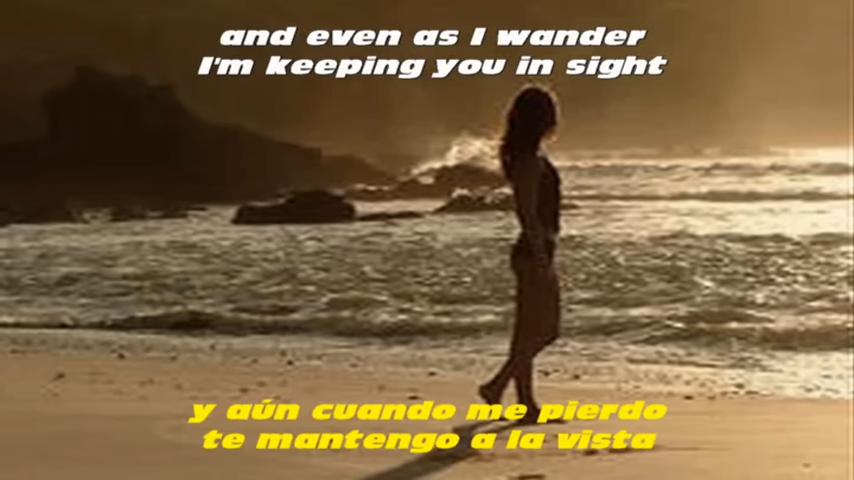 and even as I wander
I'm keeping you in sight
y aún cuando me pierdo
te mantengo a la vista